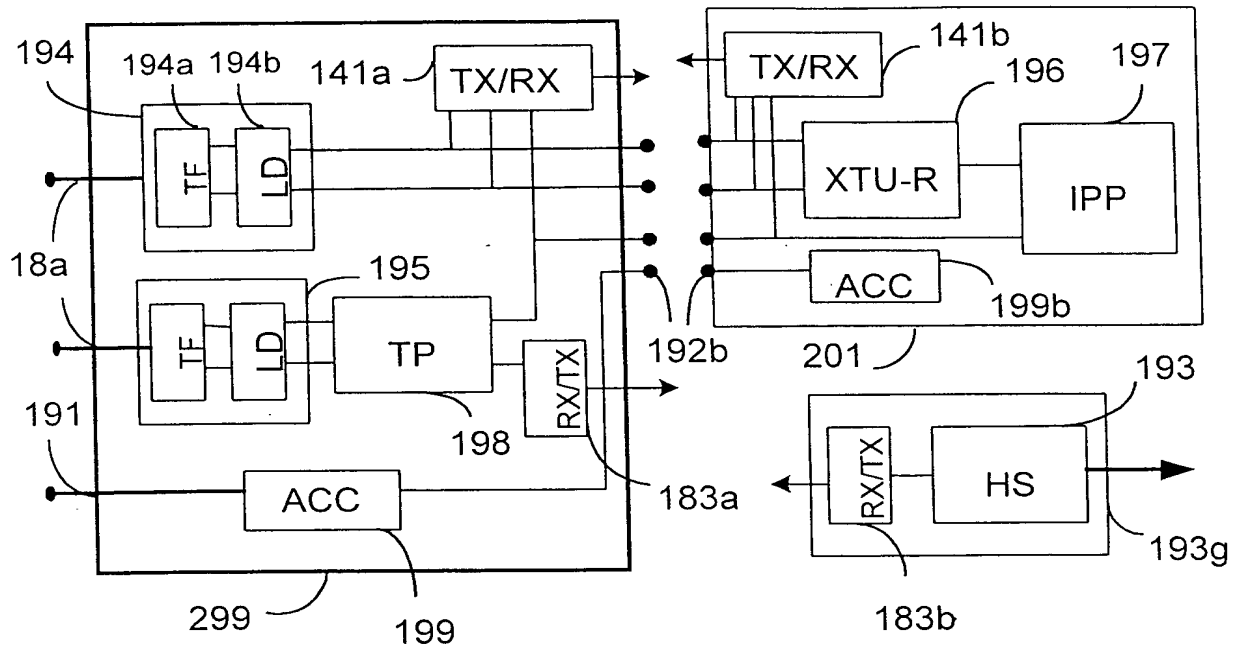 194
194a
194b
141a
TX/RX
TF
LD
18a
195
TF
LD
TP
198
RX/TX
183a
191
ACC
299
199
192b
TX/RX
141b
196
197
XTU-R
IPP
ACC
199b
201
193
RX/TX
HS
193g
183b